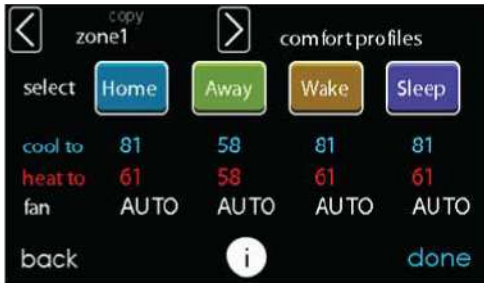 copy
zone1 comfort profiles
select Home Away Wake Sleep
cool to 81 58 81 81
heat to 61 58 61 61
fan AUTO AUTO AUTO AUTO
back i done